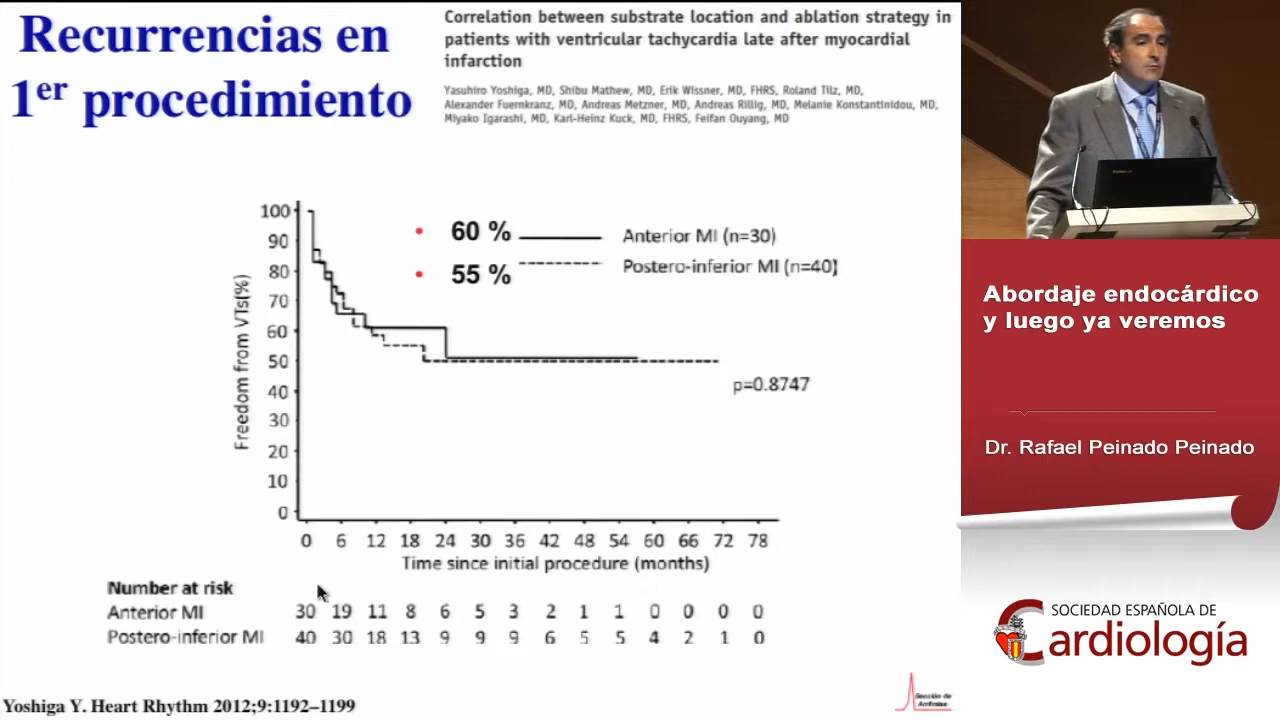 Recurrencias en
1er procedimiento
Correlation between substrate location and ablation strategy in
patients with ventricular tachycardia late after myocardial
infarction
Yasuhiro Yoshiga, MD, Shibu Mathew, MD, Erik Wissner, MD, FHRS, Roland Tilz, MD,
Alexander Fuernkranz, MD, Andreas Metzner, MD, Andreas Rillig, MD, Melanie Konstantinidou, MD,
Miyako Igarashi, MD, Karl-Heinz Kuck, MD, FHRS, Feifan Ouyang, MD
• 60 %
Anterior MI (n=30)
• 55 %
Postero-inferior MI (n=40)
Freedom from VTs(%)
100
90
80
70
60
50
40
30
20
10
0
p=0.8747
0 6 12 18 24 30 36 42 48 54 60 66 72 78
Time since initial procedure (months)
Number at risk
Anterior MI 30 19 11 8 6 5 3 2 1 1 0 0 0 0
Postero-inferior MI 40 30 18 13 9 9 9 6 5 5 4 2 1 0
Yoshiga Y. Heart Rhythm 2012;9:1192–1199
Sección de
Abordaje endocárdico
y luego ya veremos
Dr. Rafael Peinado Peinado
SOCIEDAD ESPAÑOLA DE
Cardiología